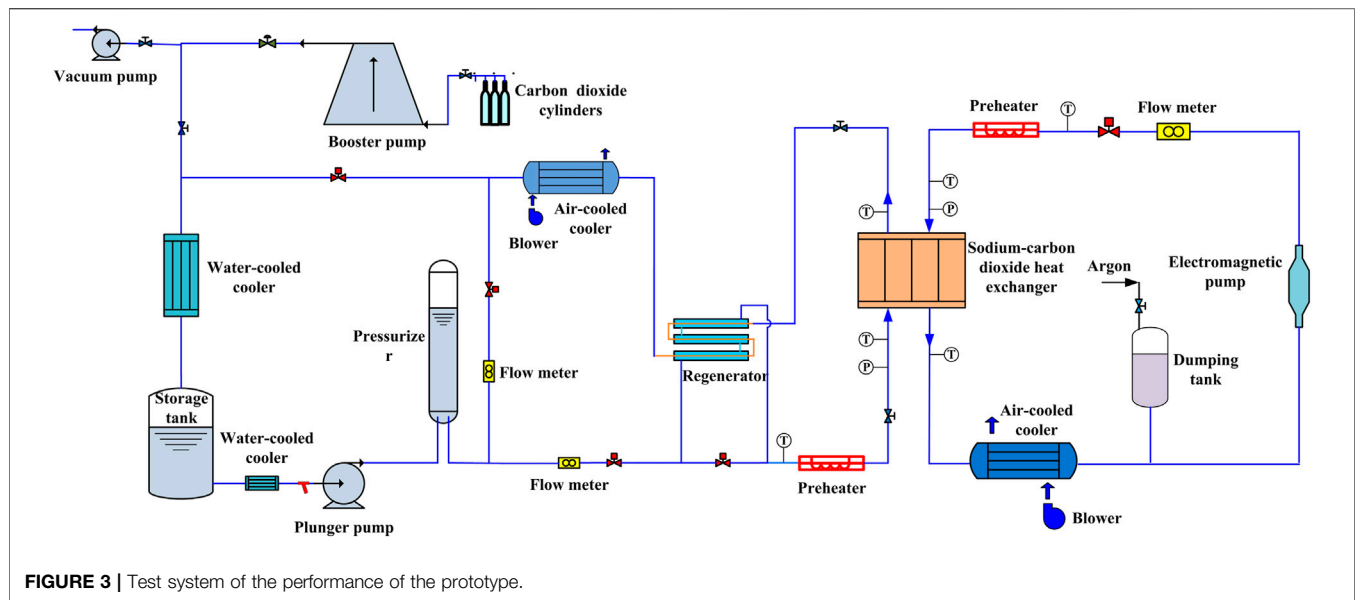 Vacuum pump
Booster pump
Carbon dioxide
cylinders
Preheater
T
Flow meter
Air-cooled
cooler
Blower
T
P
T
Sodium-carbon
dioxide heat
exchanger
Water-cooled
cooler
Electromagnetic
pump
Argon
Pressurize
r
Flow meter
Regenerator
T
P
T
Dumping
tank
Storage
tank
Water-cooled
cooler
Plunger pump
Flow meter
T
Preheater
Air-cooled
cooler
Blower
FIGURE 3 | Test system of the performance of the prototype.